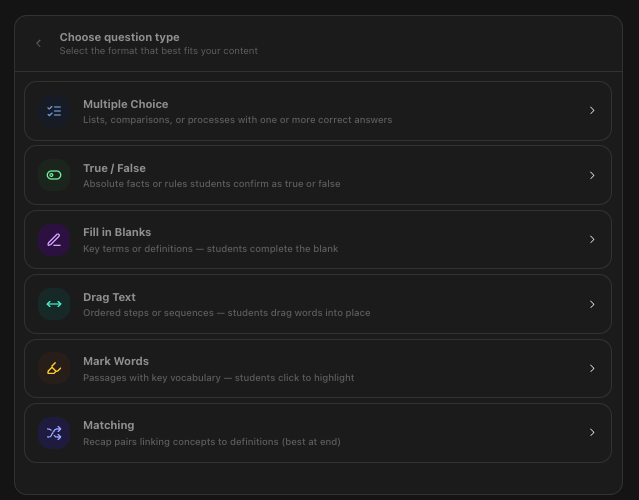 Choose question type
Select the format that best fits your content
Multiple Choice
Lists, comparisons, or processes with one or more correct answers
True / False
Absolute facts or rules students confirm as true or false
Fill in Blanks
Key terms or definitions — students complete the blank
Drag Text
Ordered steps or sequences — students drag words into place
Mark Words
Passages with key vocabulary — students click to highlight
Matching
Recap pairs linking concepts to definitions (best at end)